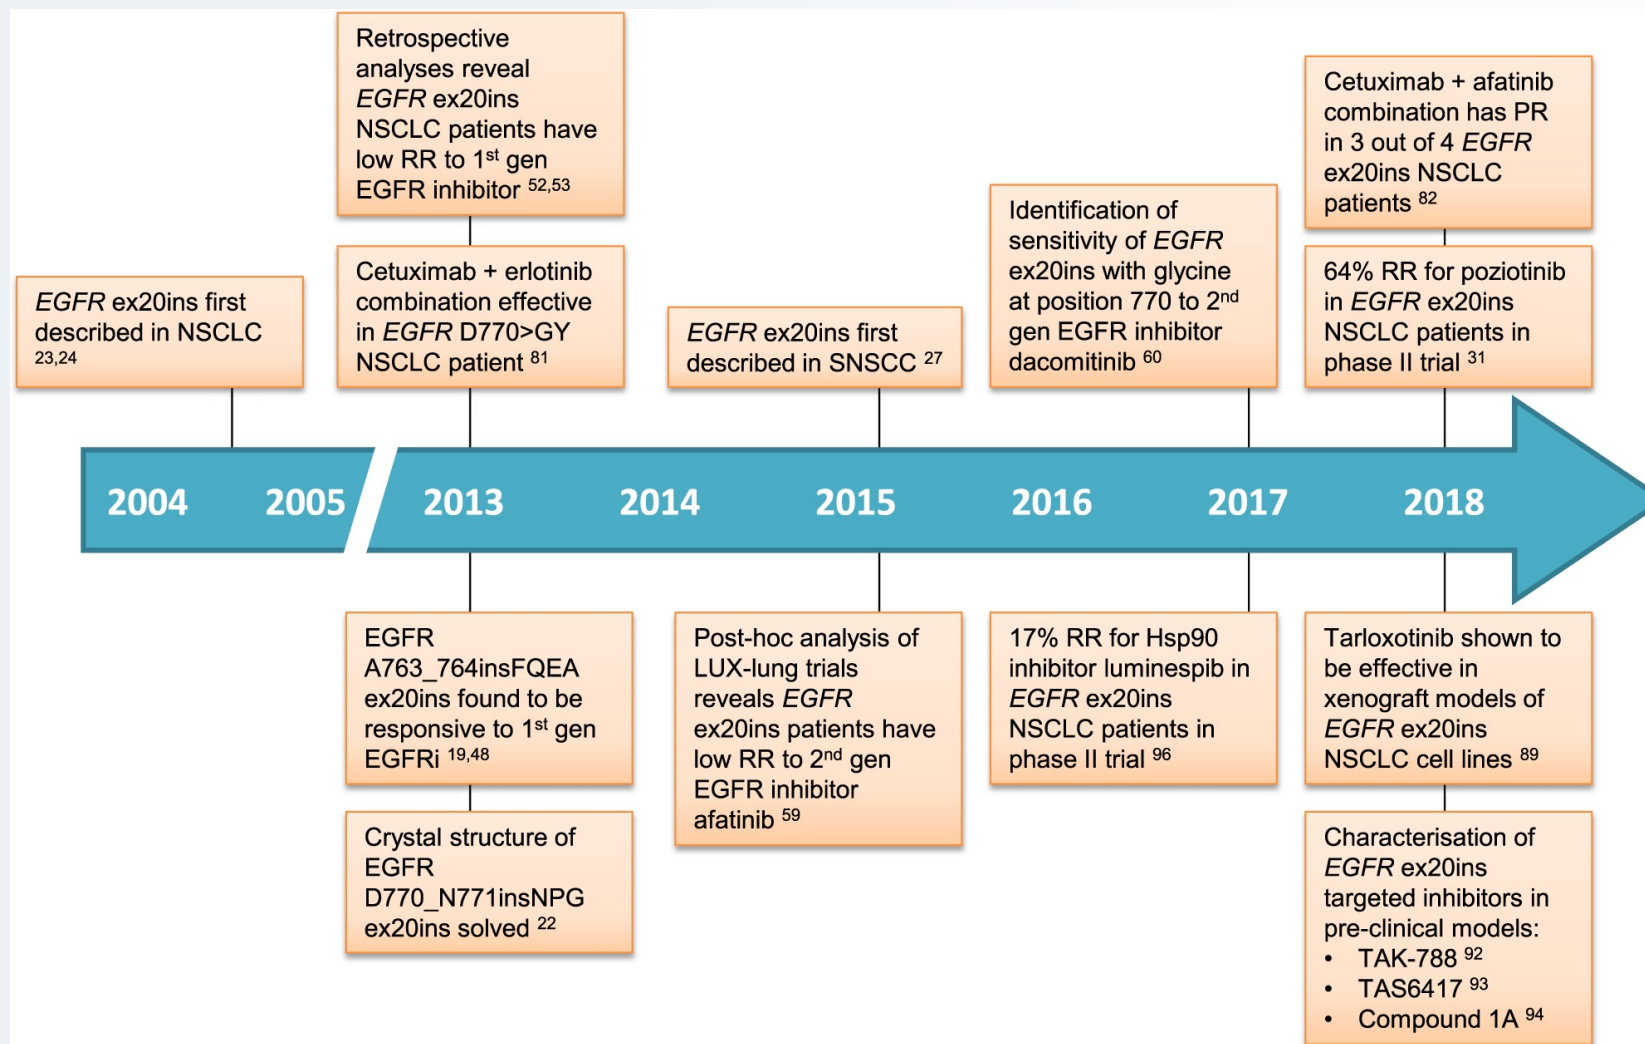 Retrospective
analyses reveal
EGFR ex20ins
NSCLC patients have
low RR to 1st gen
EGFR inhibitor 52,53
Cetuximab + afatinib
combination has PR
in 3 out of 4 EGFR
ex20ins NSCLC
patients 82
EGFR ex20ins first
described in NSCLC
23,24
Cetuximab + erlotinib
combination effective
in EGFR D770>GY
NSCLC patient 81
EGFR ex20ins first
described in SNSCC 27
Identification of
sensitivity of EGFR
ex20ins with glycine
at position 770 to 2nd
gen EGFR inhibitor
dacomitinib 60
64% RR for poziotinib
in EGFR ex20ins
NSCLC patients in
phase II trial 31
2004 2005 2013 2014 2015 2016 2017 2018
EGFR
A763_764insFQEA
ex20ins found to be
responsive to 1st gen
EGFRi 19,48
Crystal structure of
EGFR
D770_N771insNPG
ex20ins solved 22
Post-hoc analysis of
LUX-lung trials
reveals EGFR
ex20ins patients have
low RR to 2nd gen
EGFR inhibitor
afatinib 59
17% RR for Hsp90
inhibitor luminespib in
EGFR ex20ins
NSCLC patients in
phase II trial 96
Tarloxotinib shown to
be effective in
xenograft models of
EGFR ex20ins
NSCLC cell lines 89
Characterisation of
EGFR ex20ins
targeted inhibitors in
pre-clinical models:
• TAK-788 92
• TAS6417 93
• Compound 1A 94